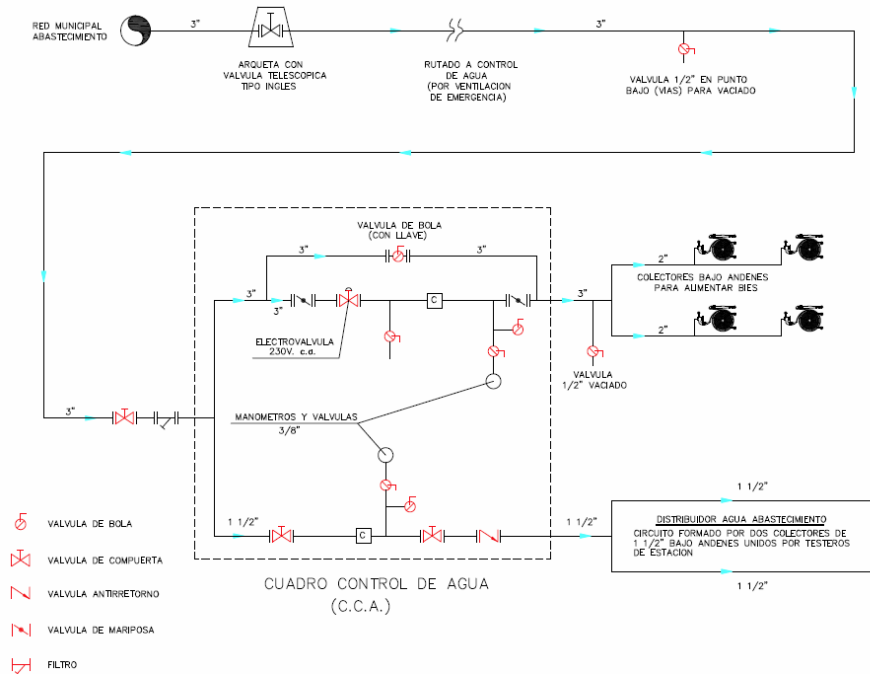 RED MUNICIPAL
ABASTECIMIENTO
3"
3"
3"
ARQUETA CON
VALVULA TELESCOPICA
TIPO INGLES
RUTADO A CONTROL
DE AGUA
(POR VENTILACION
DE EMERGENCIA)
VALVULA 1/2" EN PUNTO
BAJO (VIAS) PARA VACIADO
VALVULA DE BOLA
(CON LLAVE)
3"
3"
3"
3"
C
ELECTROVALVULA
230V. c.a.
3"
2"
COLECTORES BAJO ANDENES
PARA ALIMENTAR BIES
2"
VALVULA
1/2" VACIADO
3"
MANOMETROS Y VALVULAS
3/8"
1 1/2"
C
1 1/2"
1 1/2"
DISTRIBUIDOR AGUA ABASTECIMIENTO
CIRCUITO FORMADO POR DOS COLECTORES DE
1 1/2" BAJO ANDENES UNIDOS POR TESTEROS
DE ESTACION
1 1/2"
CUADRO CONTROL DE AGUA
(C.C.A.)
VALVULA DE BOLA
VALVULA DE COMPUERTA
VALVULA ANTIRRETORNO
VALVULA DE MARIPOSA
FILTRO